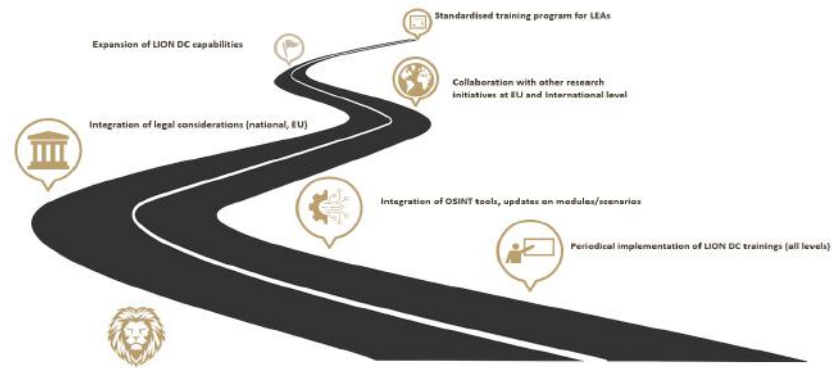 Standardised training program for LEAs
Expansion of LION DC capabilities
Collaboration with other research
initiatives at EU and International level
Integration of legal considerations (national, EU)
Integration of OSINT tools, updates on modules/scenarios
Periodical implementation of LION DC trainings (all levels)